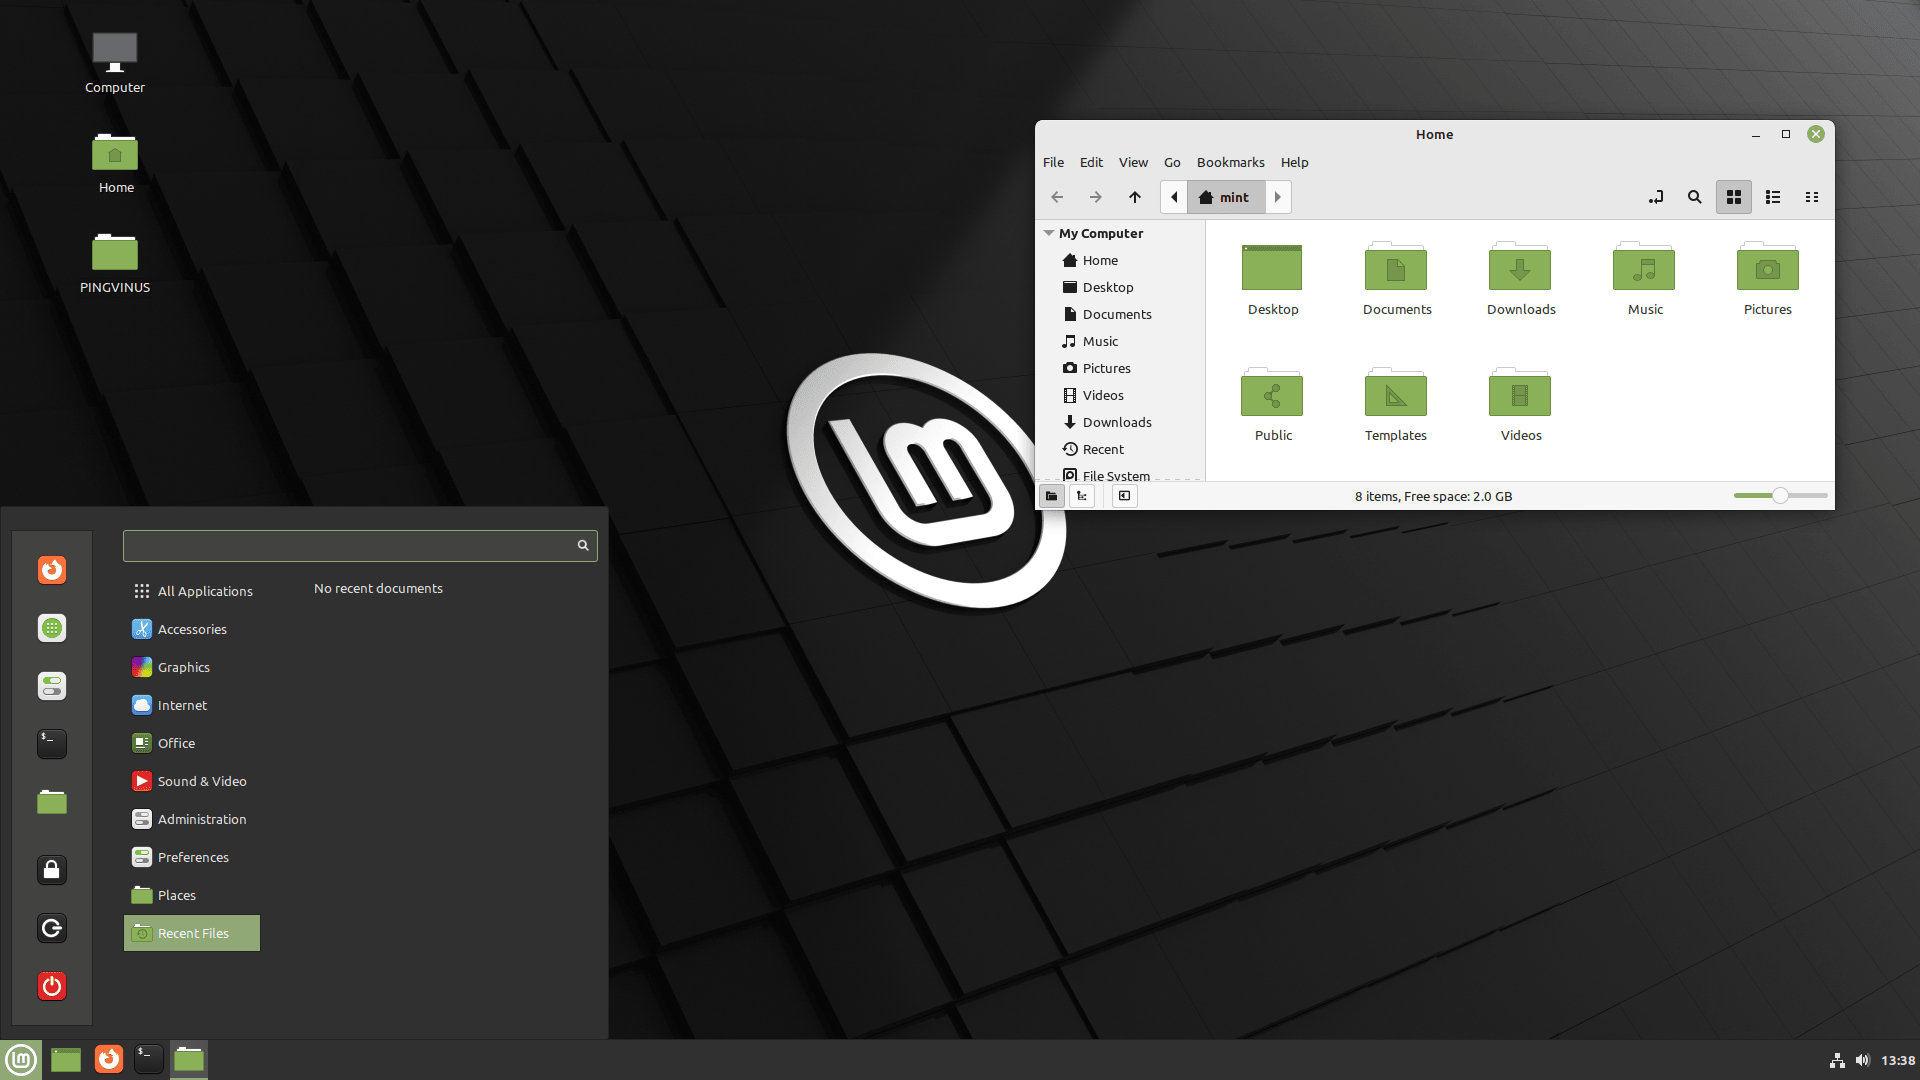 Computer
Home
PINGVINUS
Home
File Edit View Go Bookmarks Help
mint
My Computer
Home
Desktop
Documents
Music
Pictures
Videos
Downloads
Recent
File System
Desktop Documents Downloads Music Pictures
Public Templates Videos
8 items, Free space: 2.0 GB
lm
All Applications
Accessories
Graphics
Internet
Office
Sound & Video
Administration
Preferences
Places
Recent Files
No recent documents
$_
$_
13:38